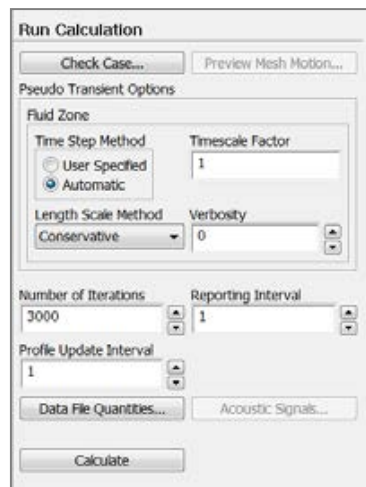 Run Calculation
Check Case... Preview Mesh Motion...
Pseudo Transient Options
Fluid Zone
Time Step Method Timescale Factor
User Specified 1
Automatic
Length Scale Method Verbosity
Conservative 0
Number of Iterations Reporting Interval
3000 1
Profile Update Interval
1
Data File Quantities... Acoustic Signals...
Calculate